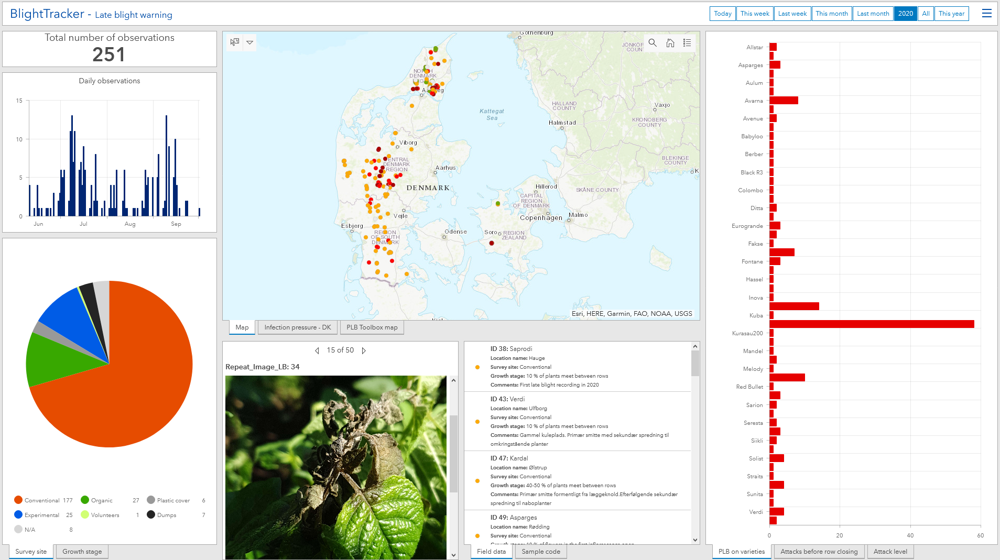 BlightTracker - Late blight warning
Today This week Last week This month Last month 2020 All This year
Total number of observations
251
Daily observations
15
10
5
0
Jun Jul Aug Sep
Conventional 177 Organic 27 Plastic cover 6
Experimental 25 Volunteers 1 Dumps 7
N/A 8
Survey site Growth stage
Gothenburg
NORTH
DENMARK
Kattegat
Sea
HALLAND
COUNTY
Vaxjo
KRONOBERG
COUNTY
Halmstad
Viborg
CENTRAL
DENMARK
REGION
BLEKINGE
COUNTY
Aarhus
K
DENMARK
Hillerod
SKÅNE COUNTY
CAPITAL
REGION
OF DENMARK
Vejle
Copenhagen
Malmo
Esbjerg
Odense
Soro
REGION
ZEALAND
REGION
OF SOUTH
DENMARK
Esri, HERE, Garmin, FAO, NOAA, USGS
Map Infection pressure - DK PLB Toolbox map
15 of 50
Repeat_Image_LB: 34
ID 38: Saprodi
Location name: Hauge
Survey site: Conventional
Growth stage: 10 % of plants meet between rows
Comments: First late blight recording in 2020
ID 43: Verdi
Location name: Ulfborg
Survey site: Conventional
Growth stage: 10 % of plants meet between rows
Comments: Gammel kuleplads. Primær smitte med sekundær spredning til
omkringstående planter
ID 47: Kardal
Location name: Ølstrup
Survey site: Conventional
Growth stage: 40-50 % of plants meet between rows
Comments: Primær smitte formentligt fra læggeknold.Efterfølgende sekundær
spredning til naboplanter
ID 49: Asparges
Location name: Rødding
Survey site: Conventional
Growth stage: 10 % of flowers in the first inflorescence open
Field data Sample code
Allstar
Asparges
Aulum
Avarna
Avenue
Babyloo
Berber
Black R3
Colombo
Ditta
Eurogrande
Fakse
Fontane
Hassel
Inova
Kuba
Kurasau200
Mandel
Melody
Red Bullet
Sarion
Seresta
Siikli
Solist
Straits
Sunita
Verdi
0 20 40 60
PLB on varieties Attacks before row closing Attack level